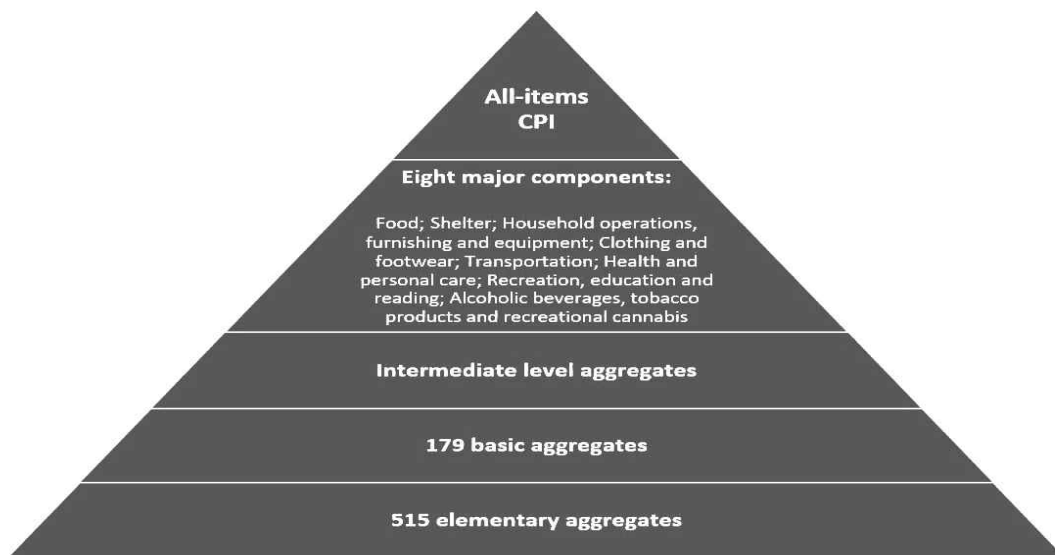 All-items
CPI
Eight major components:
Food; Shelter; Household operations,
furnishing and equipment; Clothing and
footwear; Transportation; Health and
personal care; Recreation, education and
reading; Alcoholic beverages, tobacco
products and recreational cannabis
Intermediate level aggregates
179 basic aggregates
515 elementary aggregates